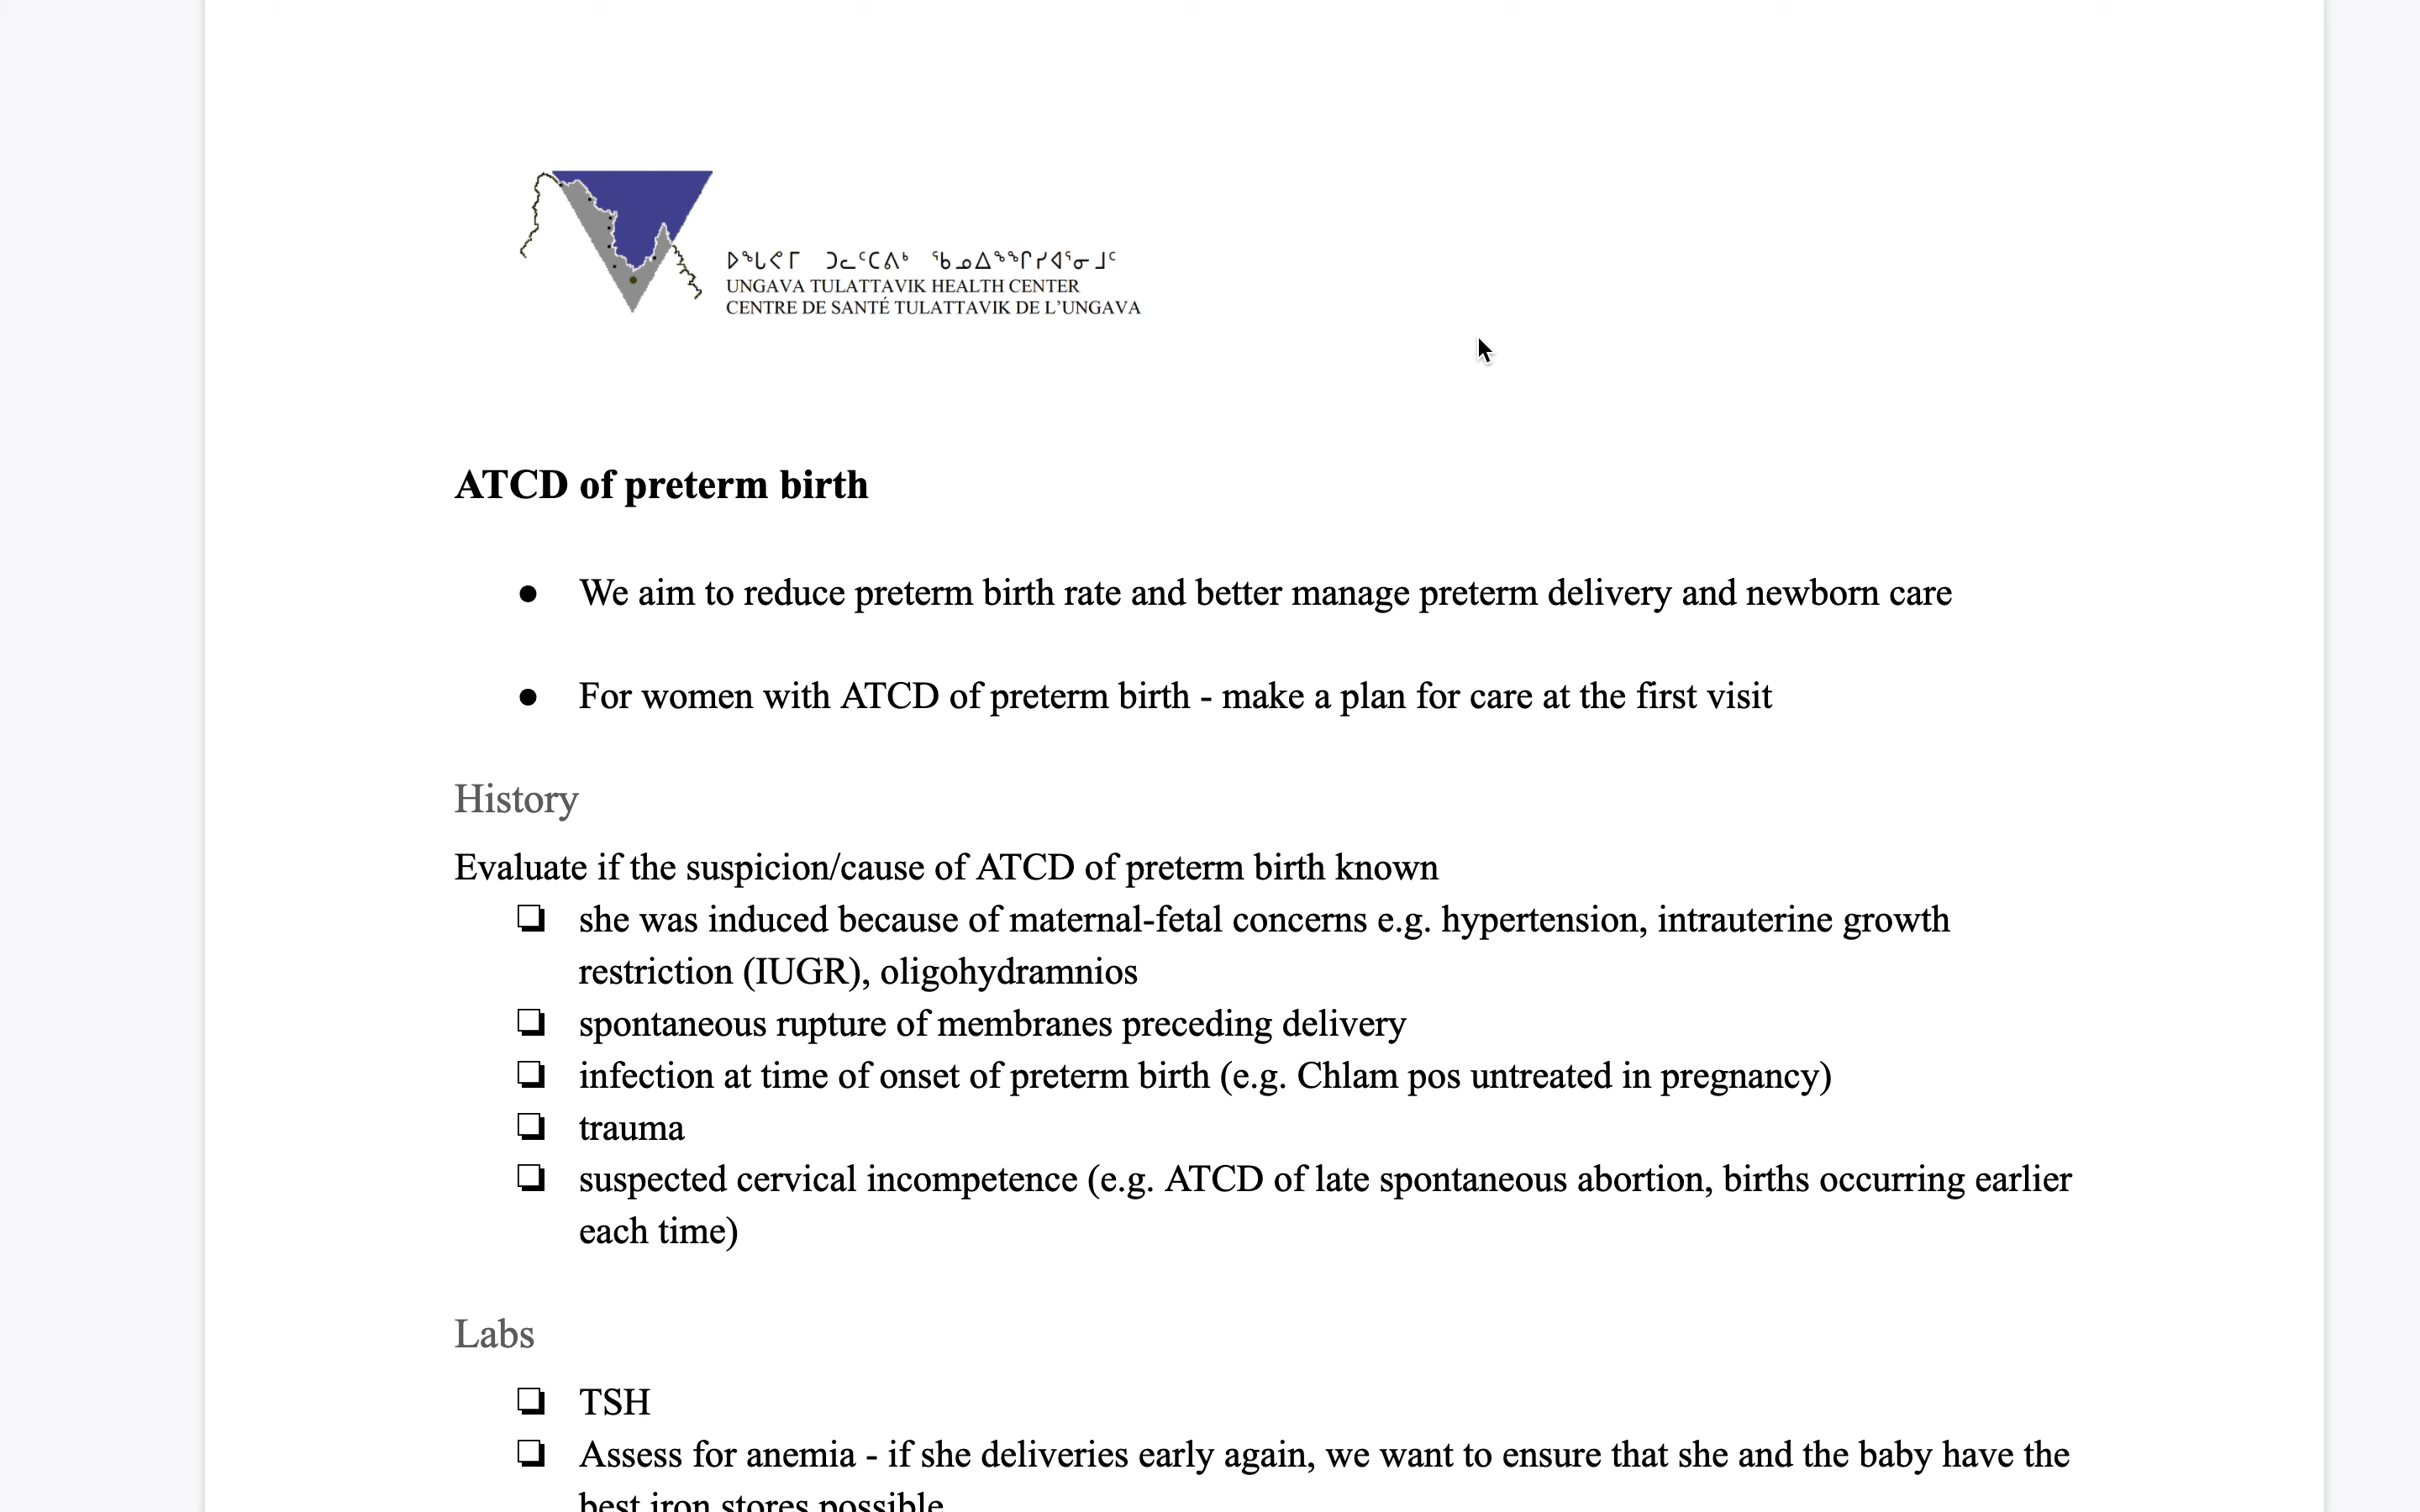 ᐅᖓᕙᒥ ᑐᓚᑦᑕᕕᒃ ᖃᓄᐃᙱᓯᐊᕐᓂᒧᑦ
UNGAVA TULATTAVIK HEALTH CENTER
CENTRE DE SANTÉ TULATTAVIK DE L’UNGAVA
ATCD of preterm birth
● We aim to reduce preterm birth rate and better manage preterm delivery and newborn care
● For women with ATCD of preterm birth - make a plan for care at the first visit
History
Evaluate if the suspicion/cause of ATCD of preterm birth known
❏ she was induced because of maternal-fetal concerns e.g. hypertension, intrauterine growth
restriction (IUGR), oligohydramnios
❏ spontaneous rupture of membranes preceding delivery
❏ infection at time of onset of preterm birth (e.g. Chlam pos untreated in pregnancy)
❏ trauma
❏ suspected cervical incompetence (e.g. ATCD of late spontaneous abortion, births occurring earlier
each time)
Labs
❏ TSH
❏ Assess for anemia - if she deliveries early again, we want to ensure that she and the baby have the
best iron stores possible